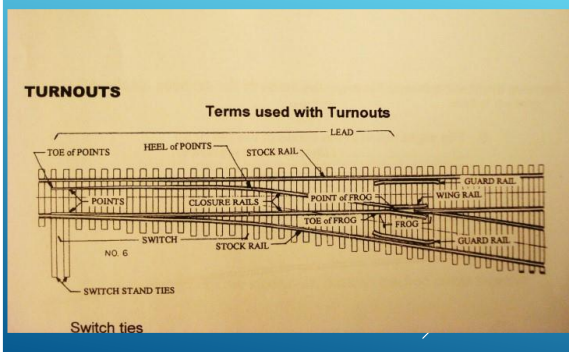 TURNOUTS
Terms used with Turnouts
LEAD
TOE of POINTS
HEEL of POINTS
STOCK RAIL
GUARD RAIL
POINTS
CLOSURE RAILS
POINT of FROG
WING RAIL
TOE of FROG
FROG
SWITCH
STOCK RAIL
GUARD RAIL
NO. 6
SWITCH STAND TIES
Switch ties